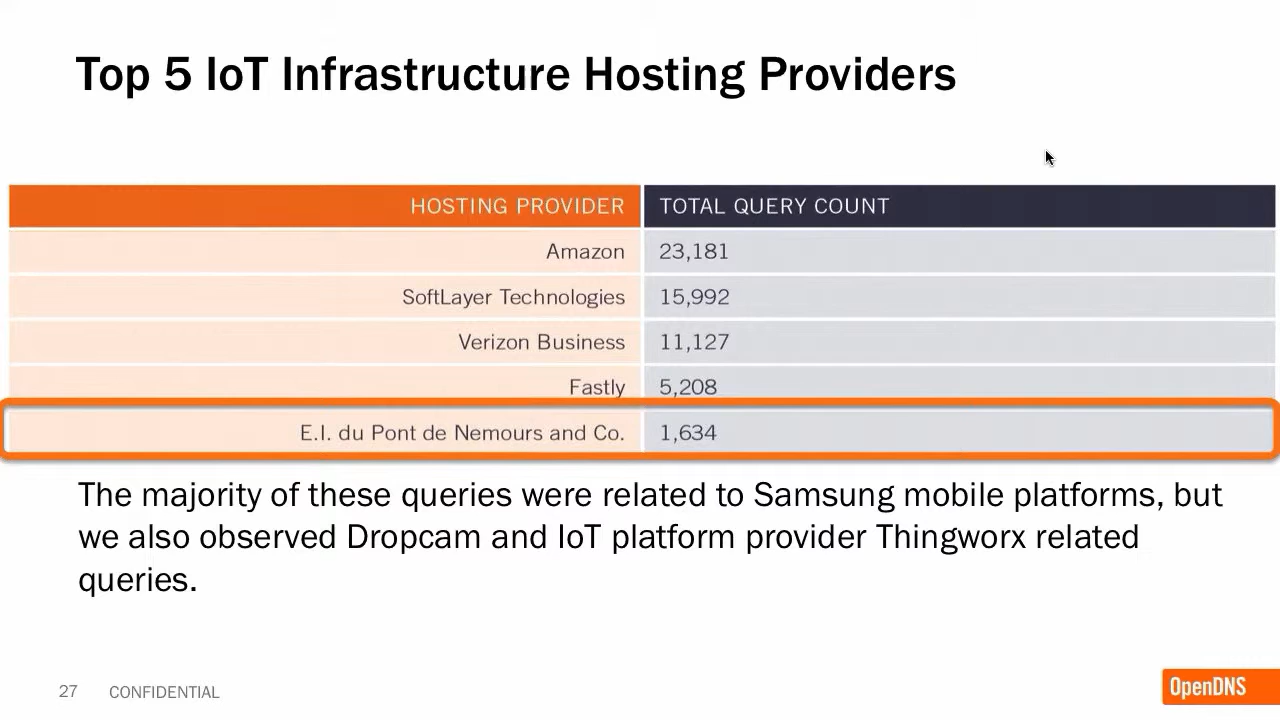 Top 5 IoT Infrastructure Hosting Providers
HOSTING PROVIDER TOTAL QUERY COUNT
Amazon 23,181
SoftLayer Technologies 15,992
Verizon Business 11,127
Fastly 5,208
E.I. du Pont de Nemours and Co. 1,634
The majority of these queries were related to Samsung mobile platforms, but
we also observed Dropcam and IoT platform provider Thingworx related
queries.
27 CONFIDENTIAL
OpenDNS